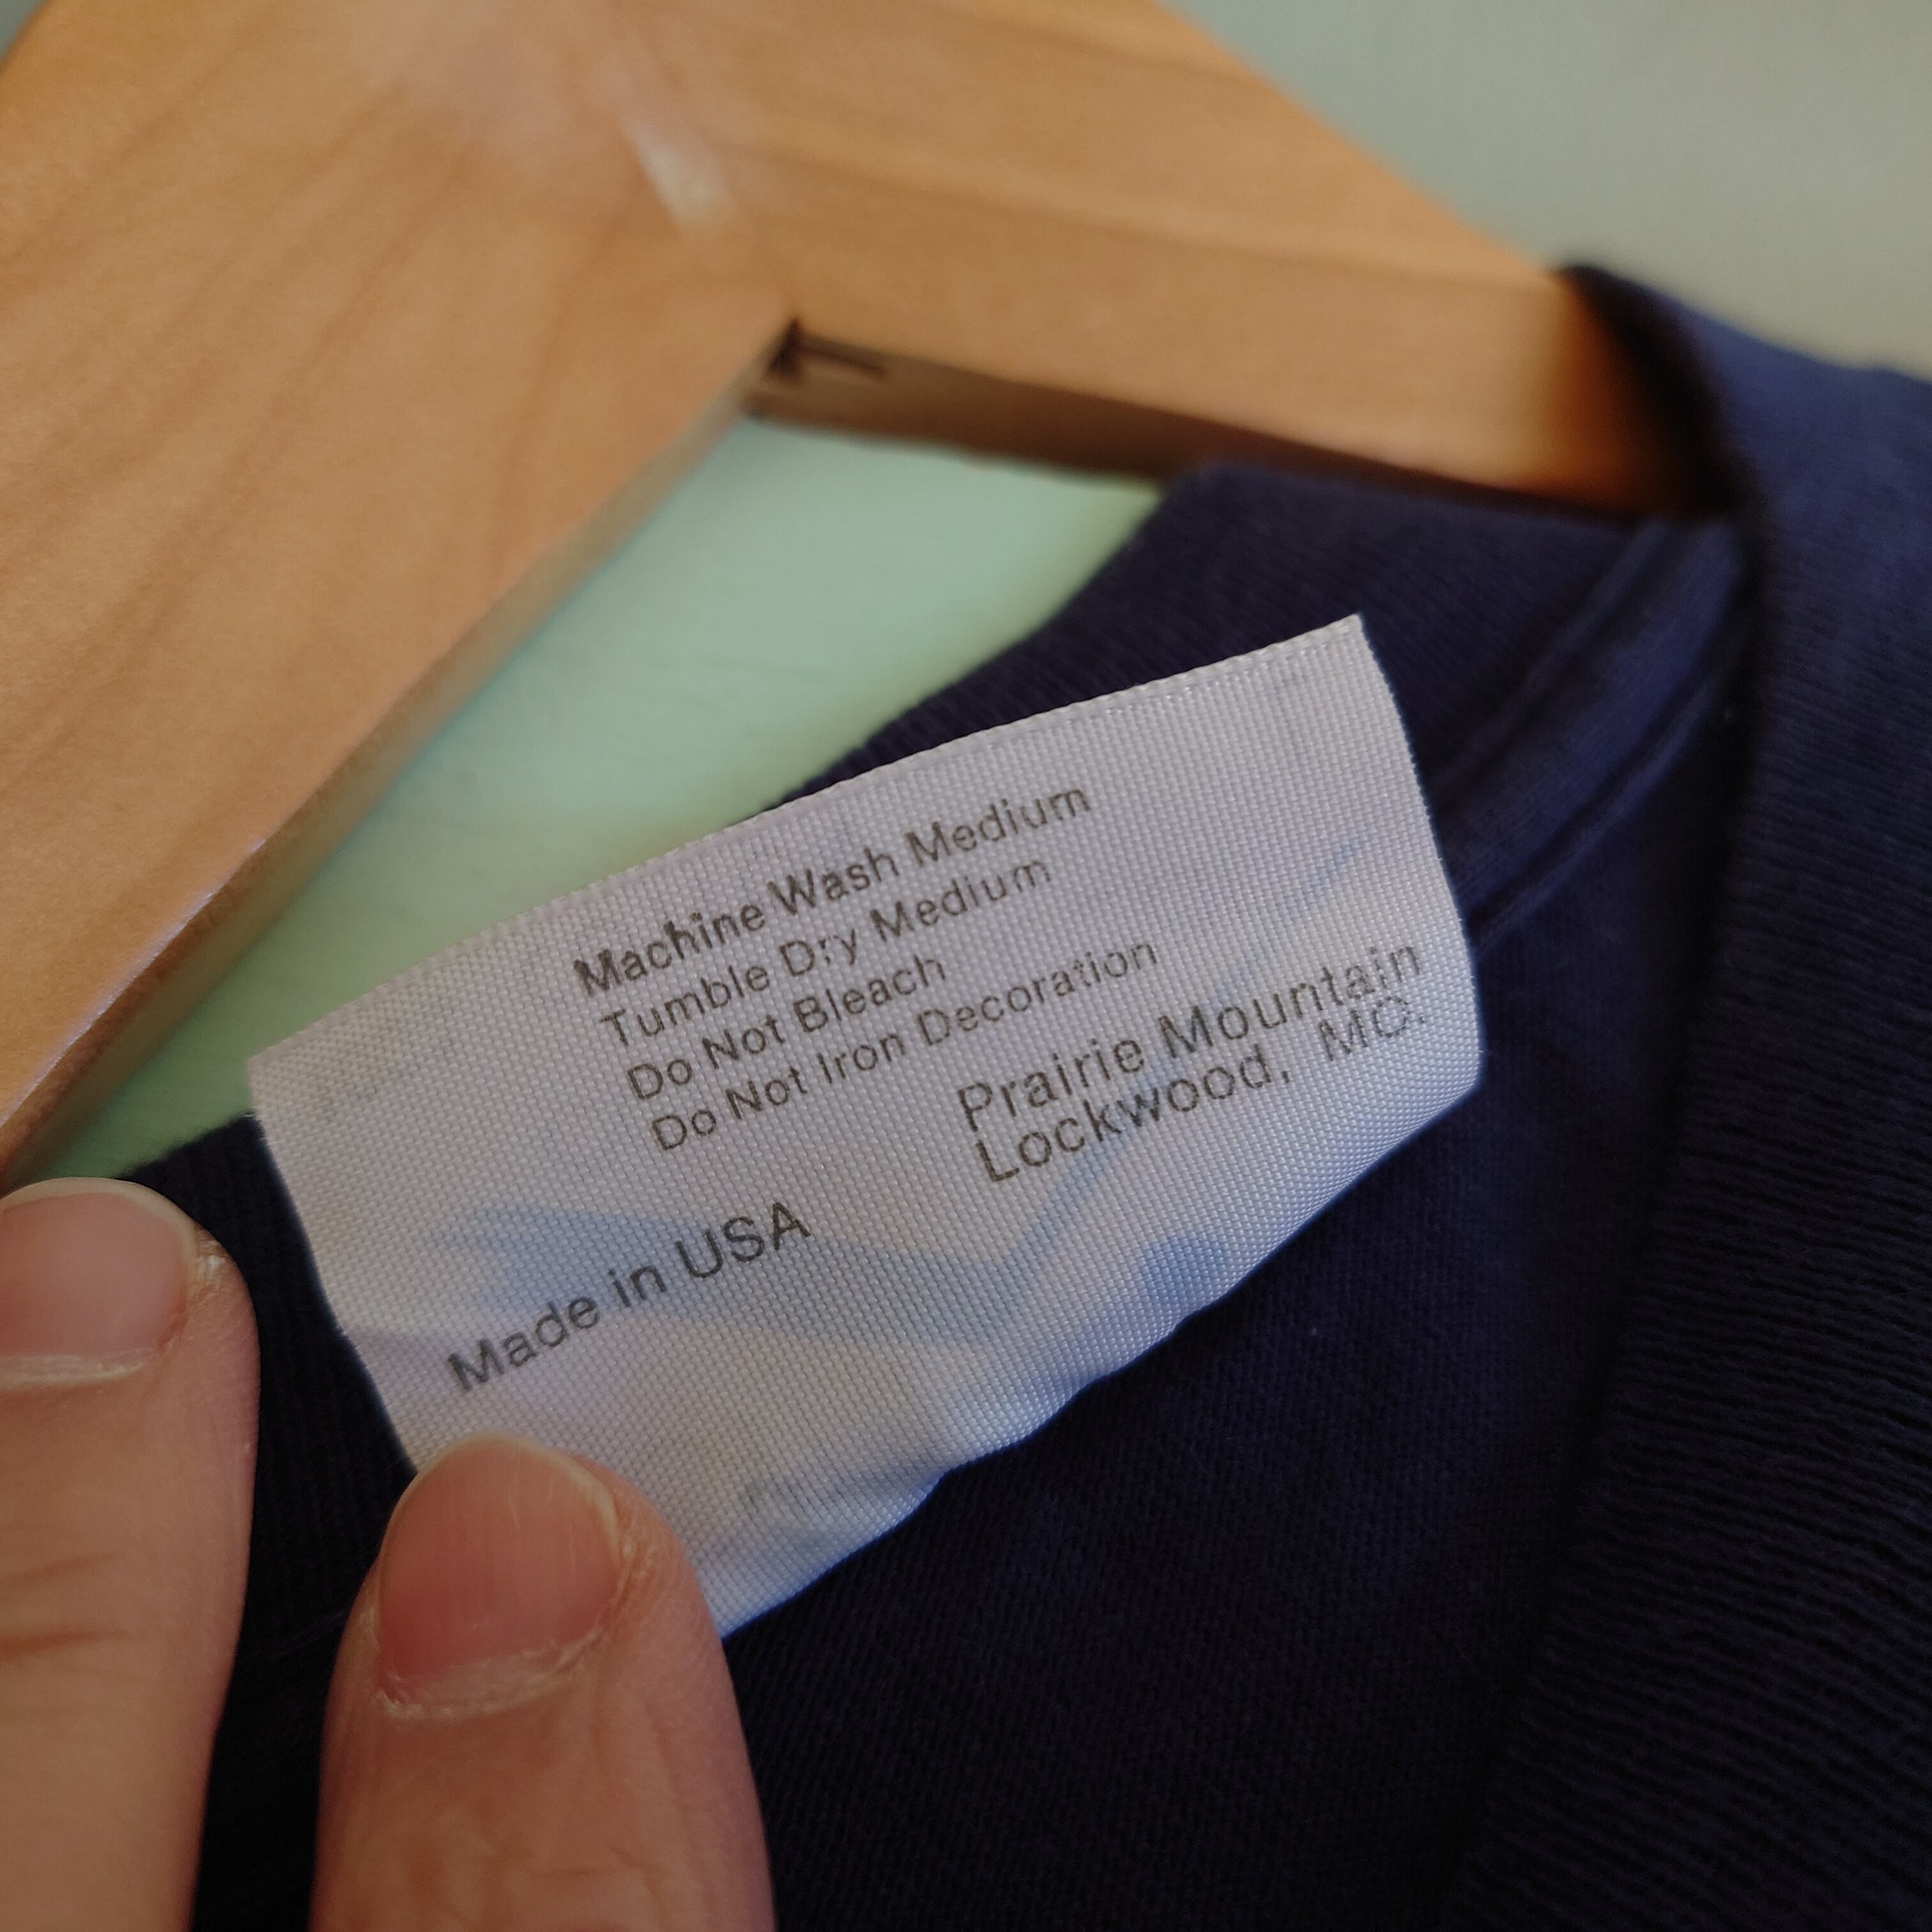 Machine Wash Medium
Tumble Dry Medium
Do Not Bleach
Do Not Iron Decoration
Prairie Mountain
Lockwood, MO.
Made in USA